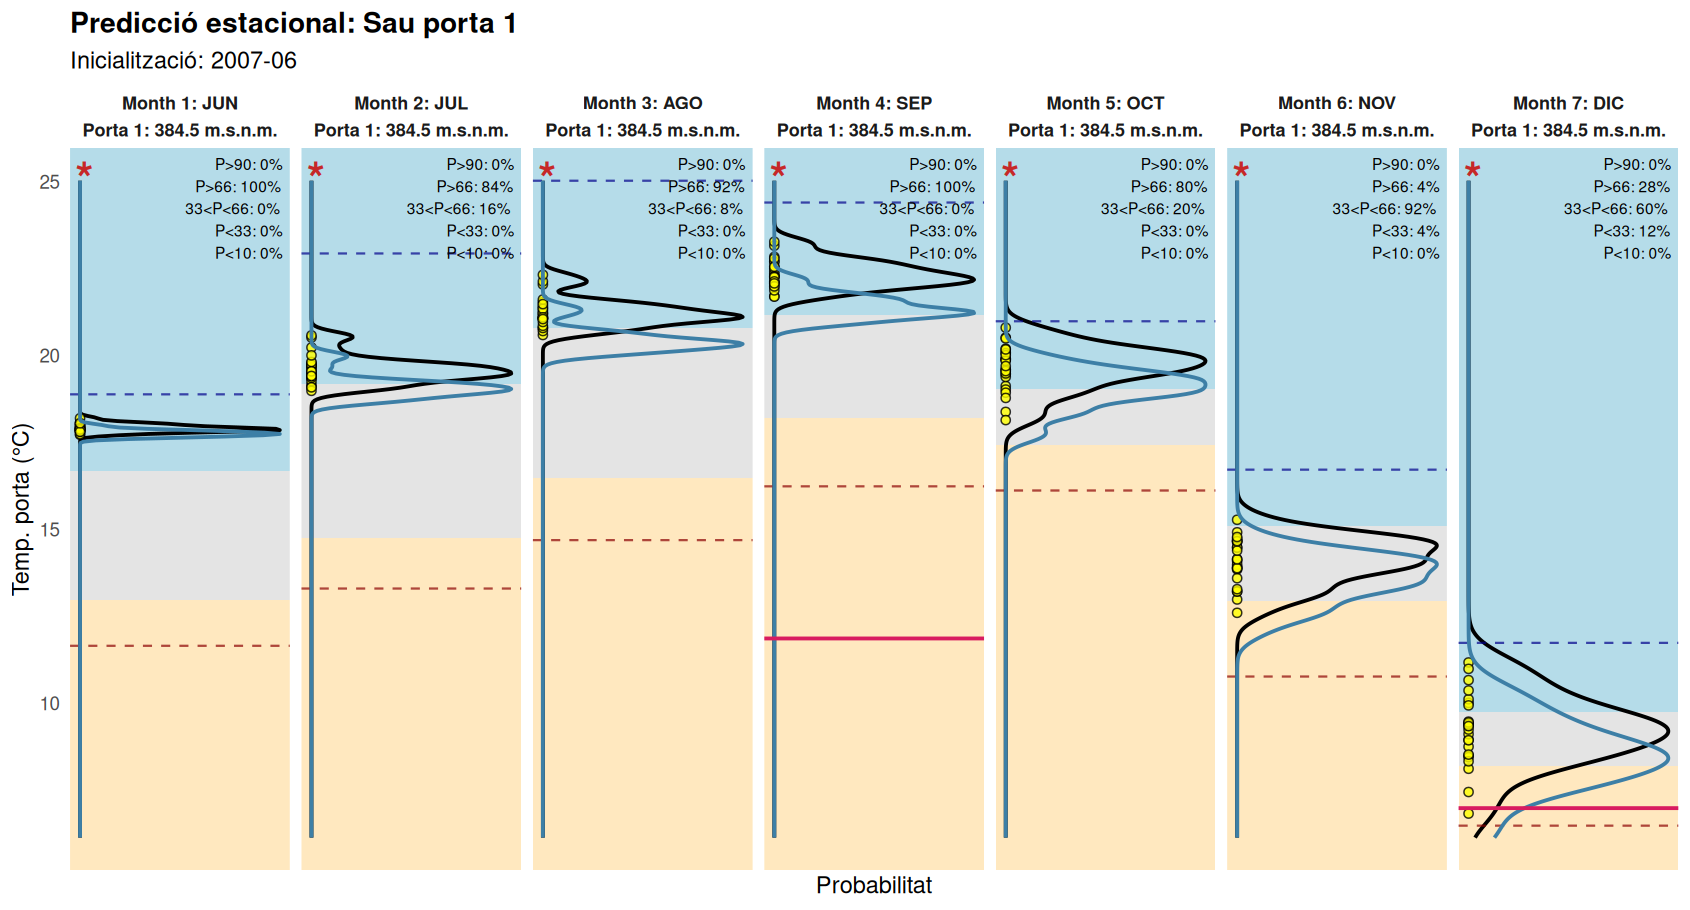 Predicció estacional: Sau porta 1
Inicialització: 2007-06
Month 1: JUN
Porta 1: 384.5 m.s.n.m.
*
P>90: 0%
P>66: 100%
33<P<66: 0%
P<33: 0%
P<10: 0%
Month 2: JUL
Porta 1: 384.5 m.s.n.m.
*
P>90: 0%
P>66: 84%
33<P<66: 16%
P<33: 0%
P<10: 0%
Month 3: AGO
Porta 1: 384.5 m.s.n.m.
*
P>90: 0%
P>66: 92%
33<P<66: 8%
P<33: 0%
P<10: 0%
Month 4: SEP
Porta 1: 384.5 m.s.n.m.
*
P>90: 0%
P>66: 100%
33<P<66: 0%
P<33: 0%
P<10: 0%
Month 5: OCT
Porta 1: 384.5 m.s.n.m.
*
P>90: 0%
P>66: 80%
33<P<66: 20%
P<33: 0%
P<10: 0%
Month 6: NOV
Porta 1: 384.5 m.s.n.m.
*
P>90: 0%
P>66: 4%
33<P<66: 92%
P<33: 4%
P<10: 0%
Month 7: DIC
Porta 1: 384.5 m.s.n.m.
*
P>90: 0%
P>66: 28%
33<P<66: 60%
P<33: 12%
P<10: 0%
25
20
15
10
Temp. porta (°C)
Probabilitat